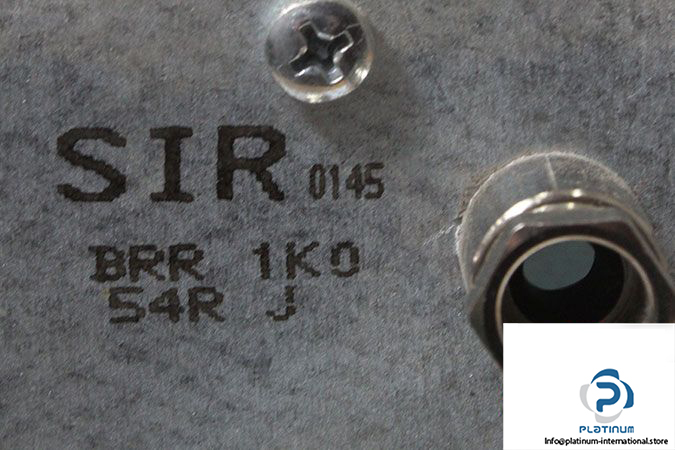 SIR 0145
BRR 1K0
54R J
PLATINUM
Info@platinum-international.store